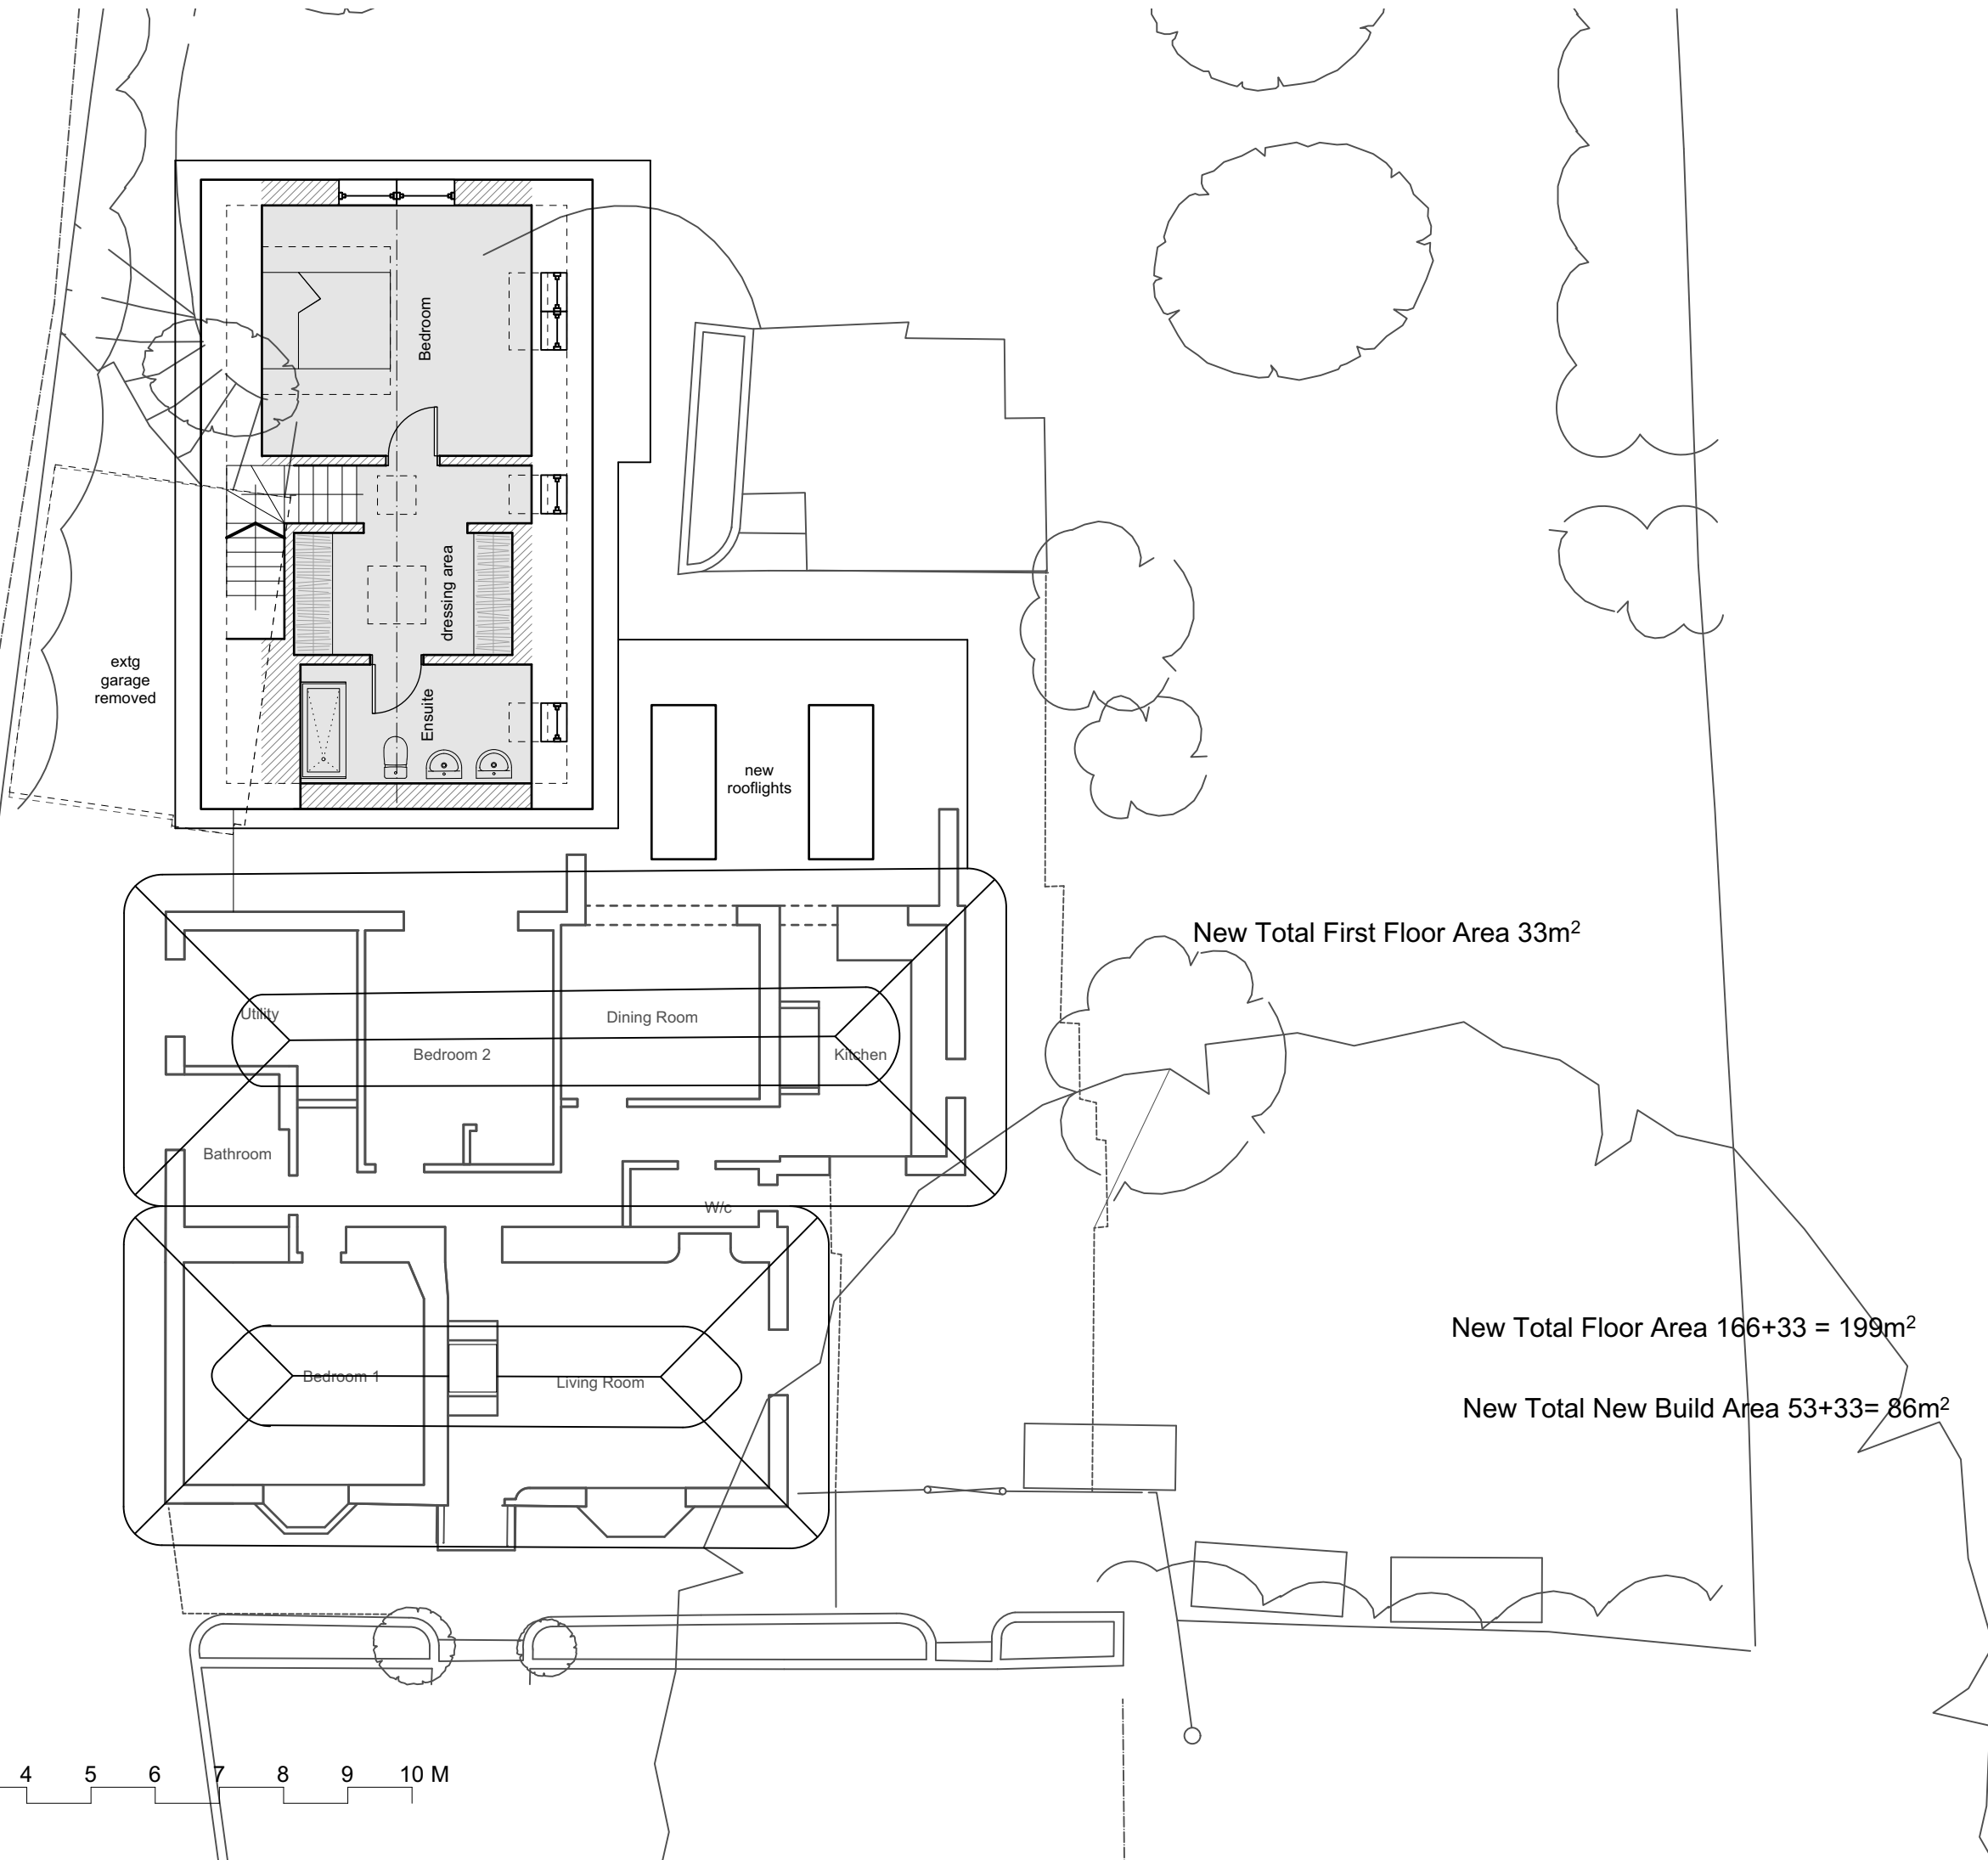 Bedroom
dressing area
Ensuite
extg
garage
removed
new
rooflights
New Total First Floor Area 33m²
Utility
Dining Room
Bedroom 2
Kitchen
Bathroom
W/c
New Total Floor Area 166+33 = 199m²
Bedroom 1
Living Room
New Total New Build Area 53+33= 86m²
4 5 6 7 8 9 10 M